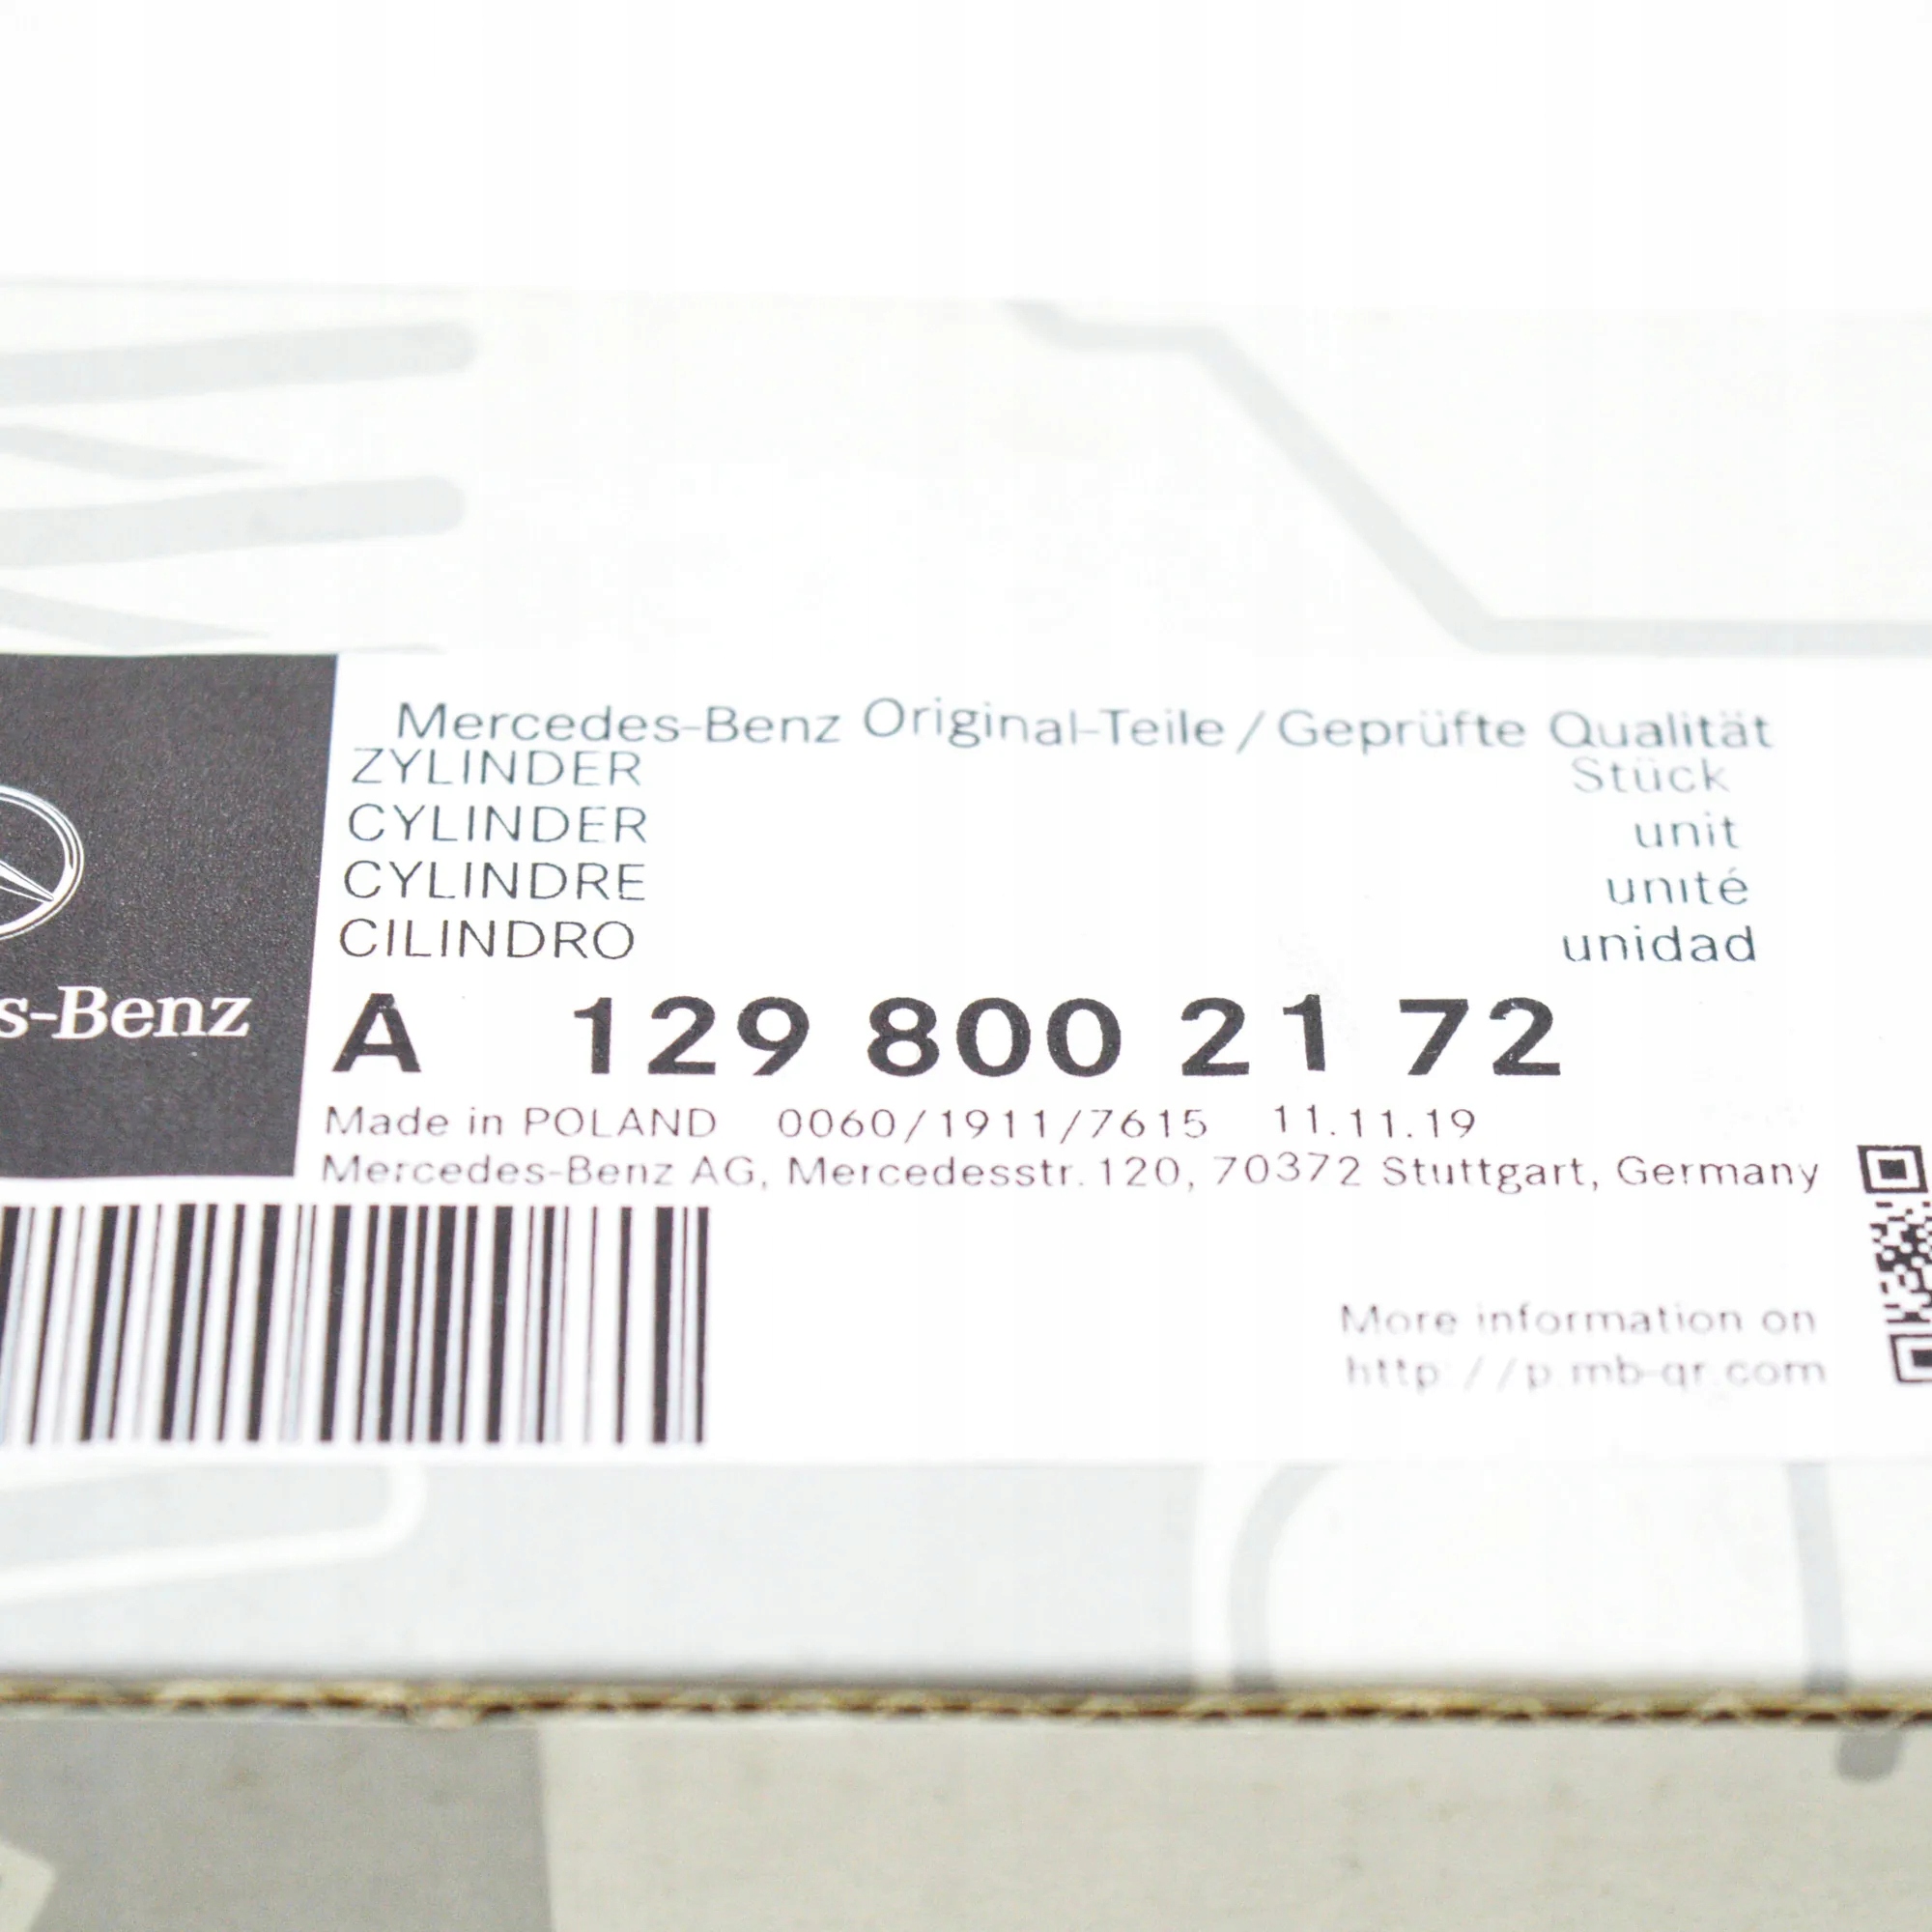 Mercedes-Benz Original-Teile / Geprüfte Qualität
ZYLINDER Stück
CYLINDER unit
CYLINDRE unité
CILINDRO unidad
s-Benz
A 129 800 21 72
Made in POLAND 0060/1911/7615 11.11.19
Mercedes-Benz AG, Mercedesstr. 120, 70372 Stuttgart, Germany
More information on
http://p.mb-qr.com